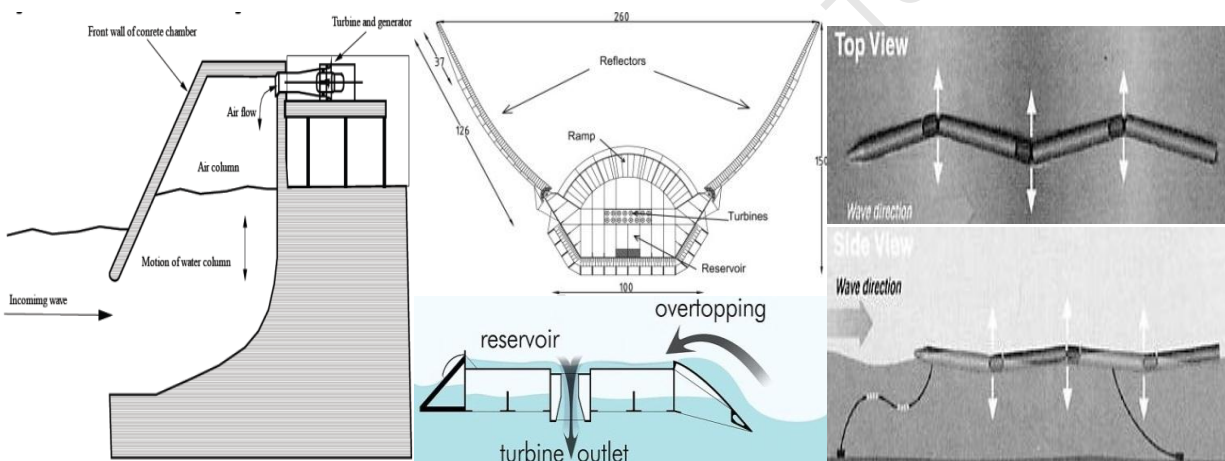 Turbine and generator
Front wall of conrete chamber
Air flow
Air column
Motion of water column
Incoming wave
260
37
126
150
Reflectors
Ramp
Turbines
Reservoir
100
overtopping
reservoir
turbine outlet
Top View
Wave direction
Side View
Wave direction